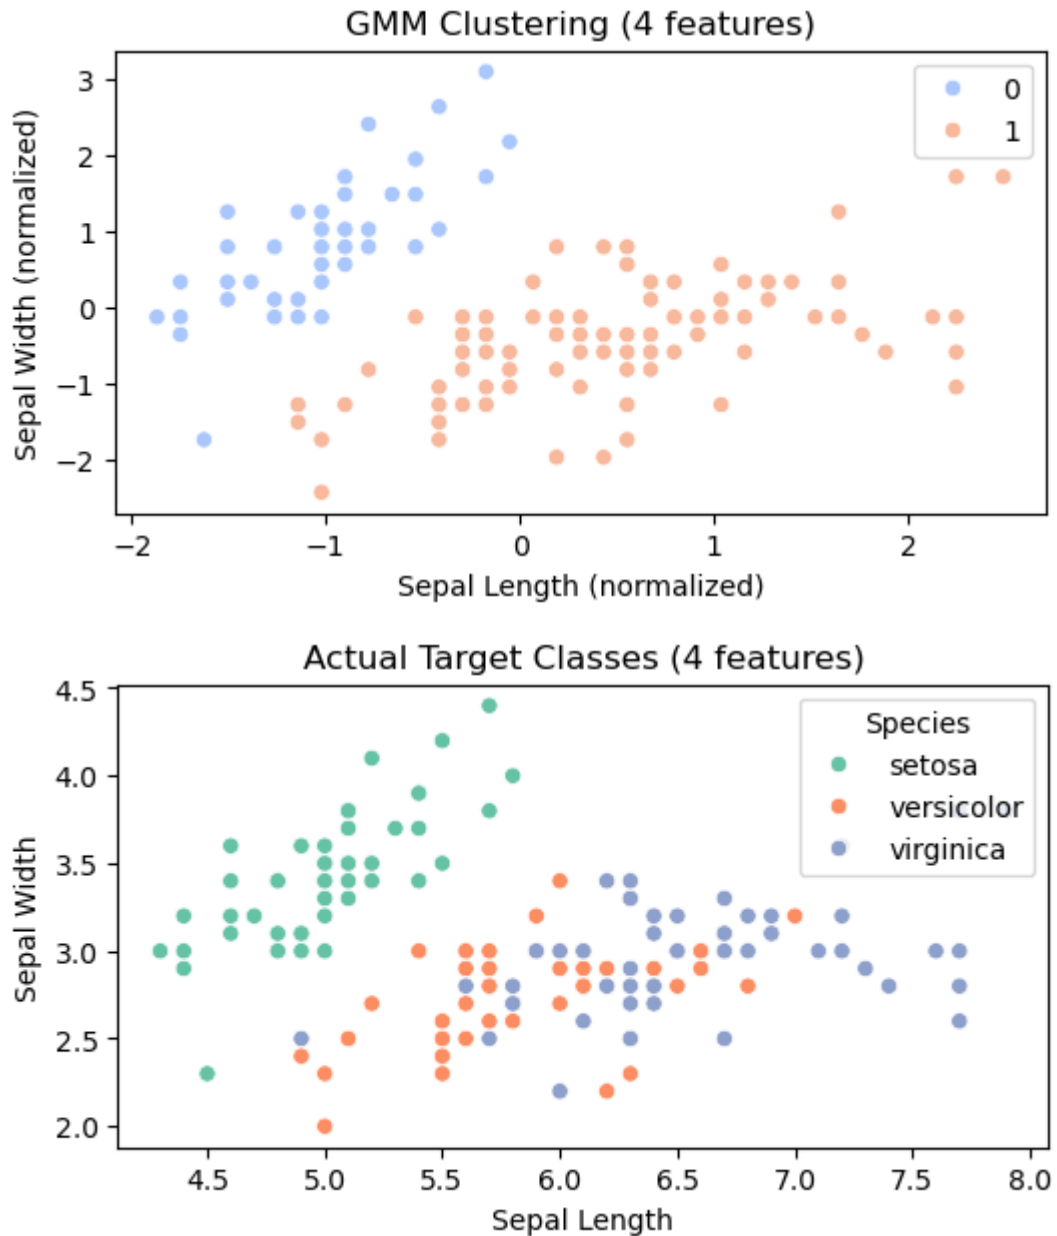 GMM Clustering (4 features)
3
2
1
0
−1
−2
Sepal Width (normalized)
0
1
−2
−1
0
1
2
Sepal Length (normalized)
Actual Target Classes (4 features)
4.5
4.0
3.5
3.0
2.5
2.0
Sepal Width
Species
setosa
versicolor
virginica
4.5
5.0
5.5
6.0
6.5
7.0
7.5
8.0
Sepal Length